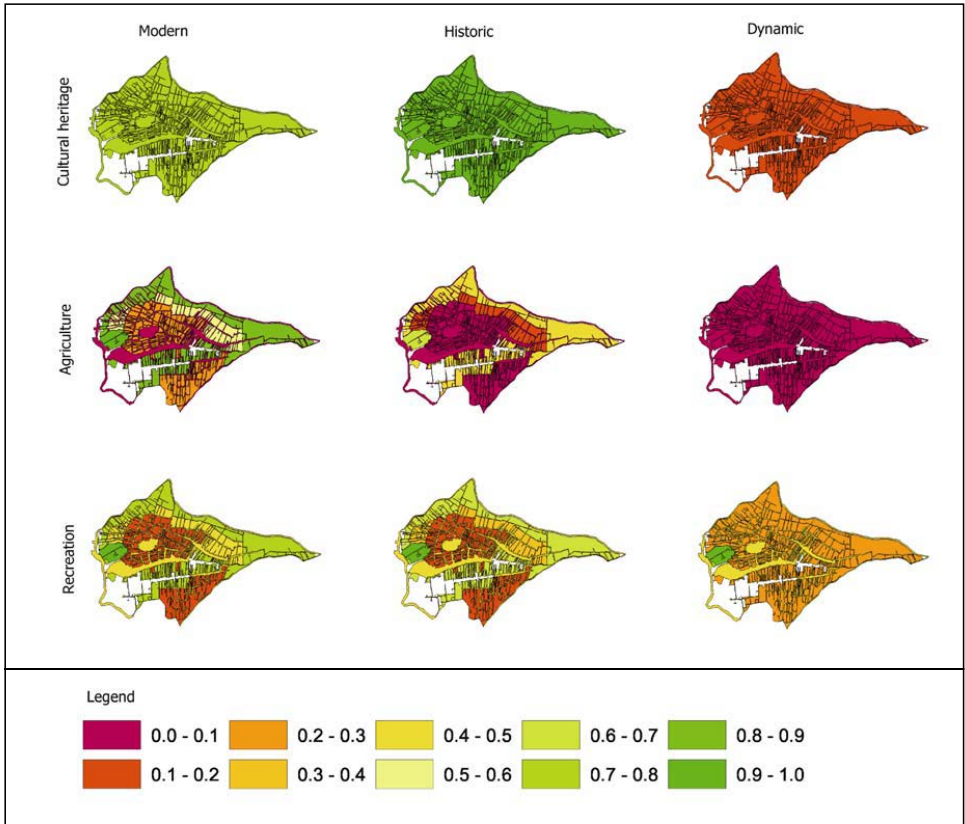 Modern Historic Dynamic
Cultural heritage
Agriculture
Recreation
Legend
0.0 - 0.1 0.2 - 0.3 0.4 - 0.5 0.6 - 0.7 0.8 - 0.9
0.1 - 0.2 0.3 - 0.4 0.5 - 0.6 0.7 - 0.8 0.9 - 1.0